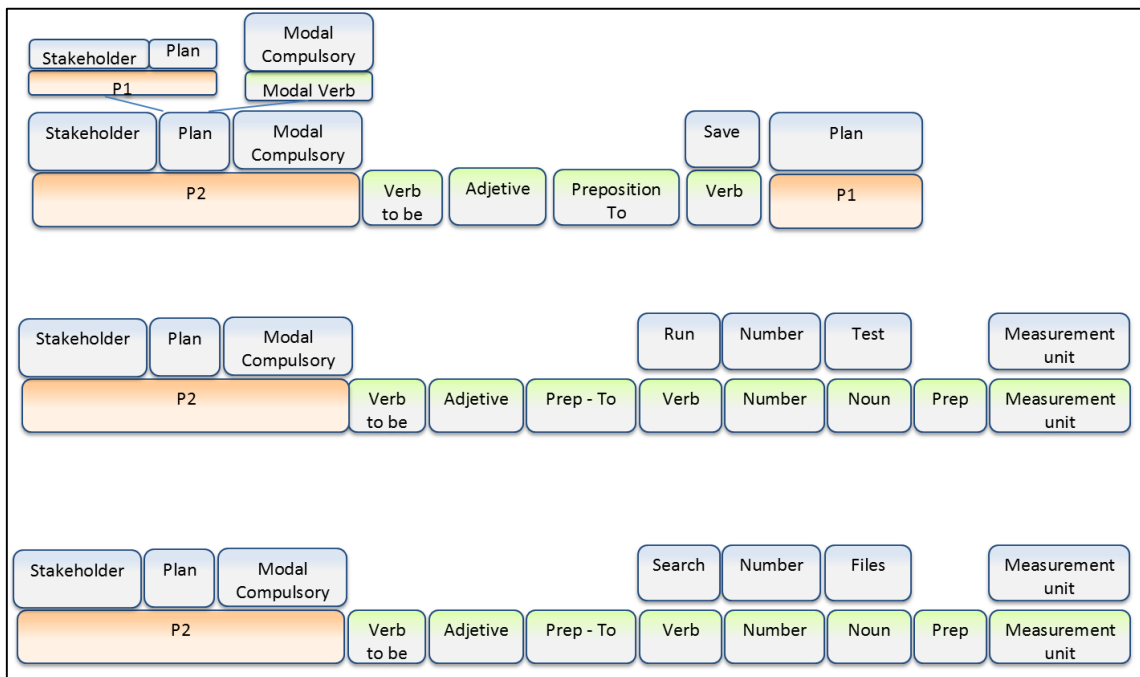 Stakeholder Plan Modal
Compulsory
P1 Modal Verb
Stakeholder Plan Modal
Compulsory Save Plan
P2 Verb
to be Adjetive Preposition
To Verb P1
Stakeholder Plan Modal
Compulsory Run Number Test Measurement
unit
P2 Verb
to be Adjetive Prep - To Verb Number Noun Prep Measurement
unit
Stakeholder Plan Modal
Compulsory Search Number Files Measurement
unit
P2 Verb
to be Adjetive Prep - To Verb Number Noun Prep Measurement
unit